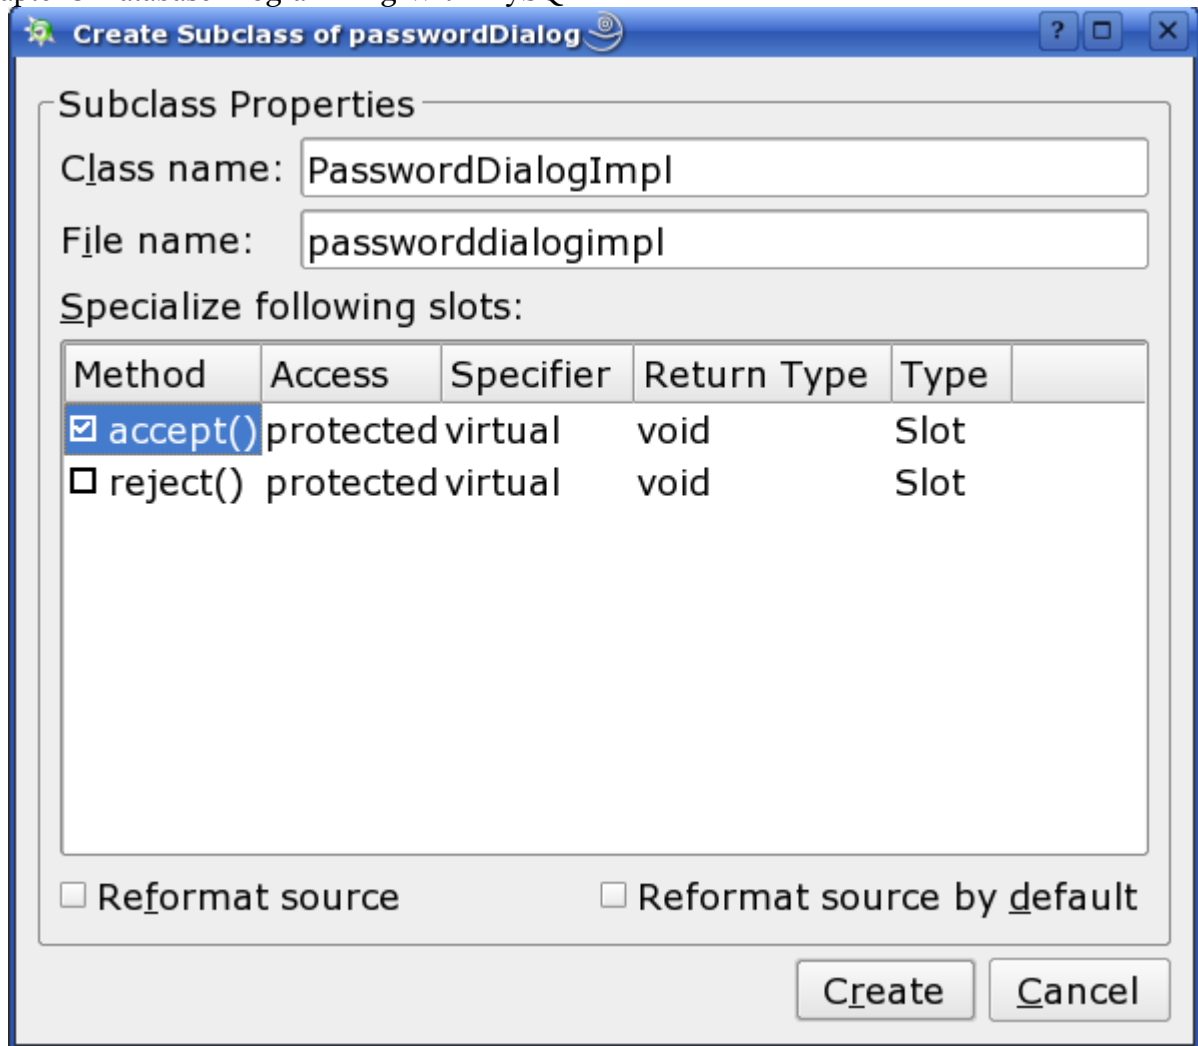 Create Subclass of passwordDialog
?
Subclass Properties
Class name: PasswordDialogImpl
File name: passworddialogimpl
Specialize following slots:
Method Access Specifier Return Type Type
accept() protected virtual void Slot
reject() protected virtual void Slot
Reformat source Reformat source by default
Create Cancel